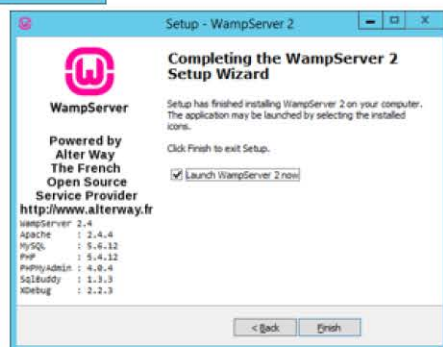 Setup - WampServer 2
WampServer
Powered by
Alter Way
The French
Open Source
Service Provider
http://www.alterway.fr
WampServer 2.4
Apache : 2.4.4
MySQL : 5.6.12
PHP : 5.4.12
PHPMyAdmin : 4.0.4
SqlBuddy : 1.3.3
XDebug : 2.2.3
Completing the WampServer 2
Setup Wizard
Setup has finished installing WampServer 2 on your computer.
The application may be launched by selecting the installed
icons.
Click Finish to exit Setup.
Launch WampServer 2 now
< Back
Finish